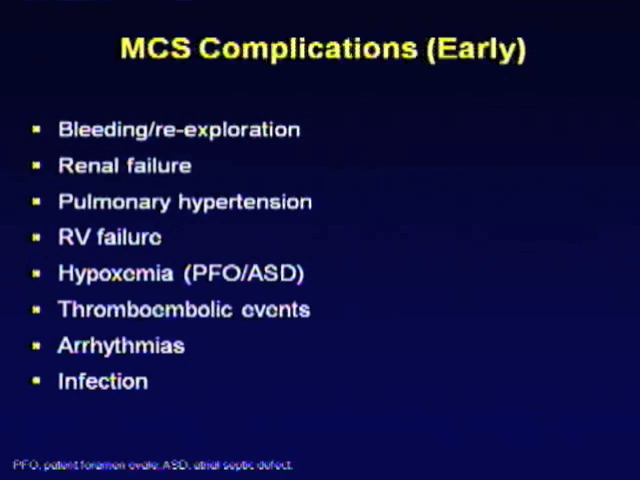 MCS Complications (Early)
▪ Bleeding/re-exploration
▪ Renal failure
▪ Pulmonary hypertension
▪ RV failure
▪ Hypoxemia (PFO/ASD)
▪ Thromboembolic events
▪ Arrhythmias
▪ Infection
PFO, patent foramen ovale, ASD, atrial septic defect.